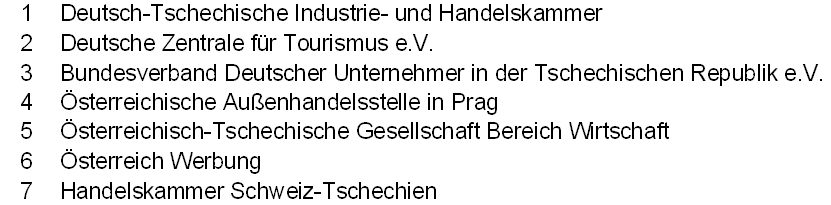 1 Deutsch-Tschechische Industrie- und Handelskammer
2 Deutsche Zentrale für Tourismus e.V.
3 Bundesverband Deutscher Unternehmer in der Tschechischen Republik e.V.
4 Österreichische Außenhandelsstelle in Prag
5 Österreichisch-Tschechische Gesellschaft Bereich Wirtschaft
6 Österreich Werbung
7 Handelskammer Schweiz-Tschechien